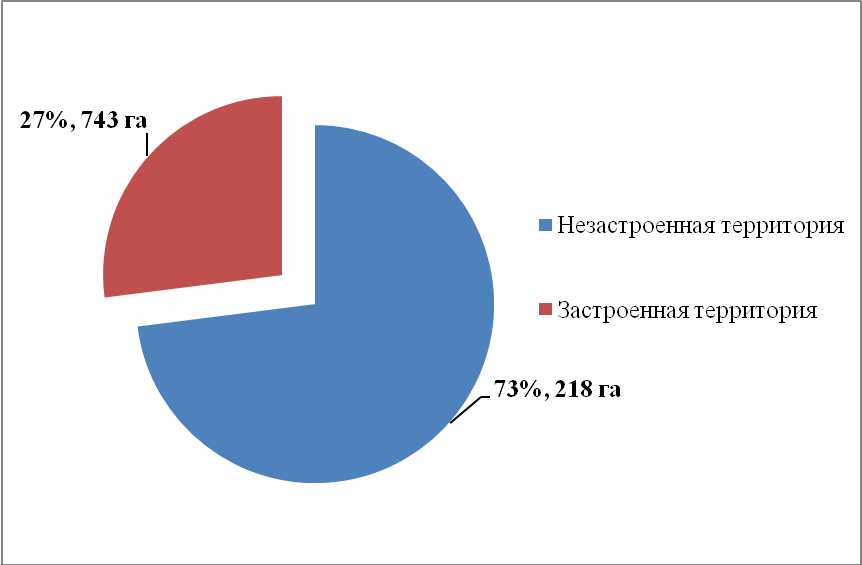 27%, 743 га
Незастроенная территория
Застроенная территория
73%, 218 га